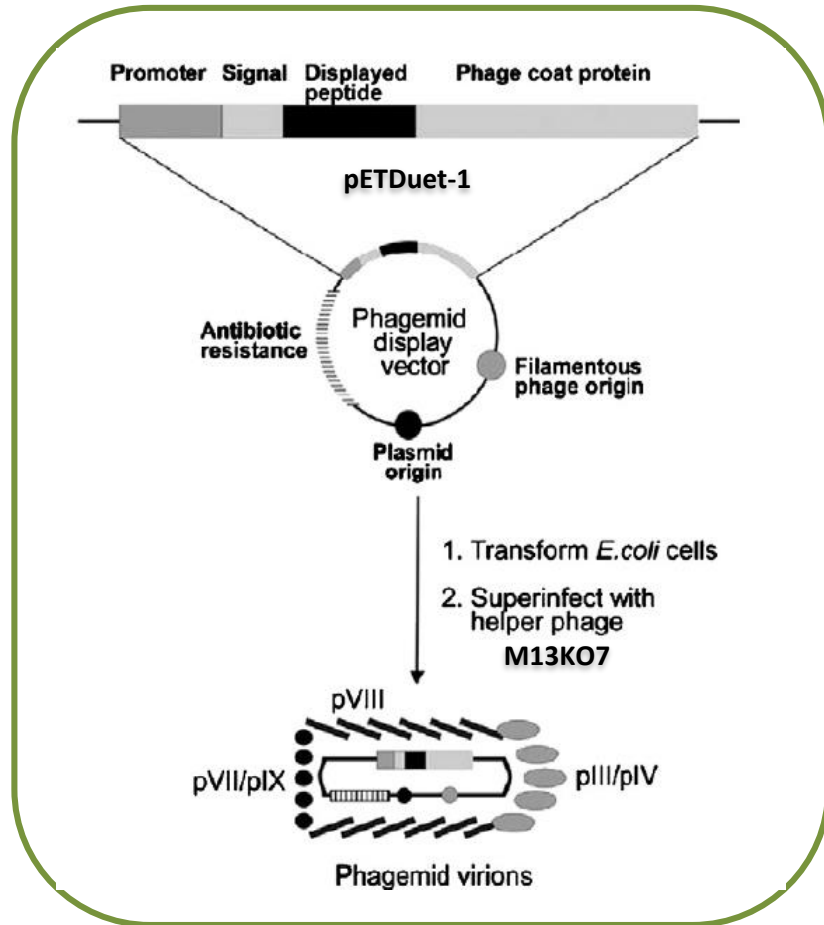 Promoter Signal Displayed peptide Phage coat protein
pETDuet-1
Antibiotic
resistance
Phagemid
display
vector
Filamentous
phage origin
Plasmid
origin
1. Transform E.coli cells
2. Superinfect with
helper phage
M13KO7
pVIII
pVII/pIX
pIII/pIV
Phagemid virions